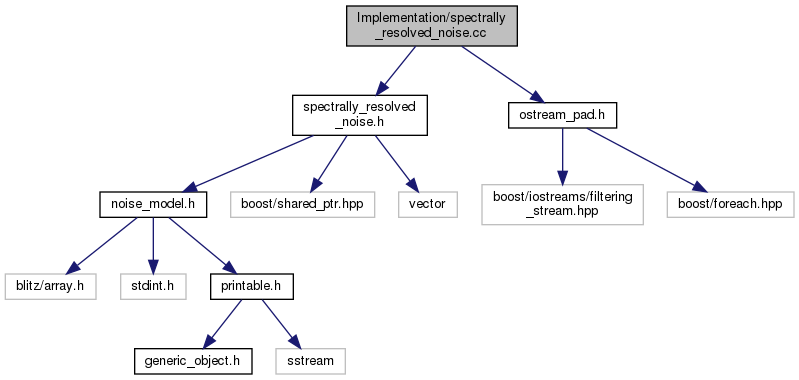 Implementation/spectrally
_resolved_noise.cc
spectrally_resolved
_noise.h
ostream_pad.h
noise_model.h
boost/shared_ptr.hpp
vector
boost/iostreams/filtering
_stream.hpp
boost/foreach.hpp
blitz/array.h
stdint.h
printable.h
generic_object.h
sstream